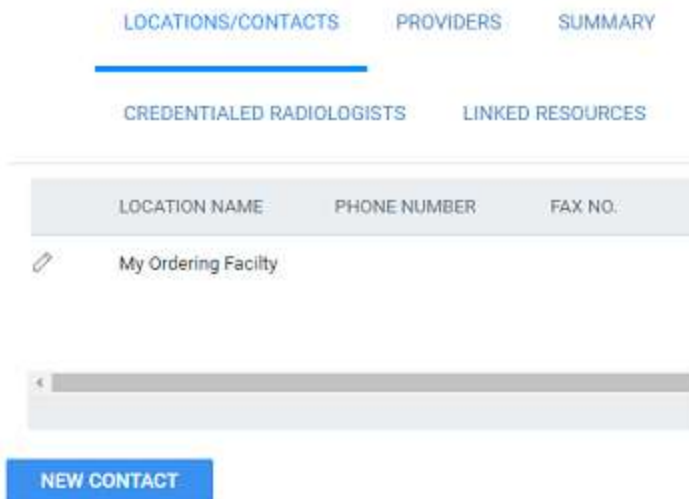 LOCATIONS/CONTACTS PROVIDERS SUMMARY
CREDENTIALED RADIOLOGISTS LINKED RESOURCES
LOCATION NAME PHONE NUMBER FAX NO.
My Ordering Facilty
NEW CONTACT